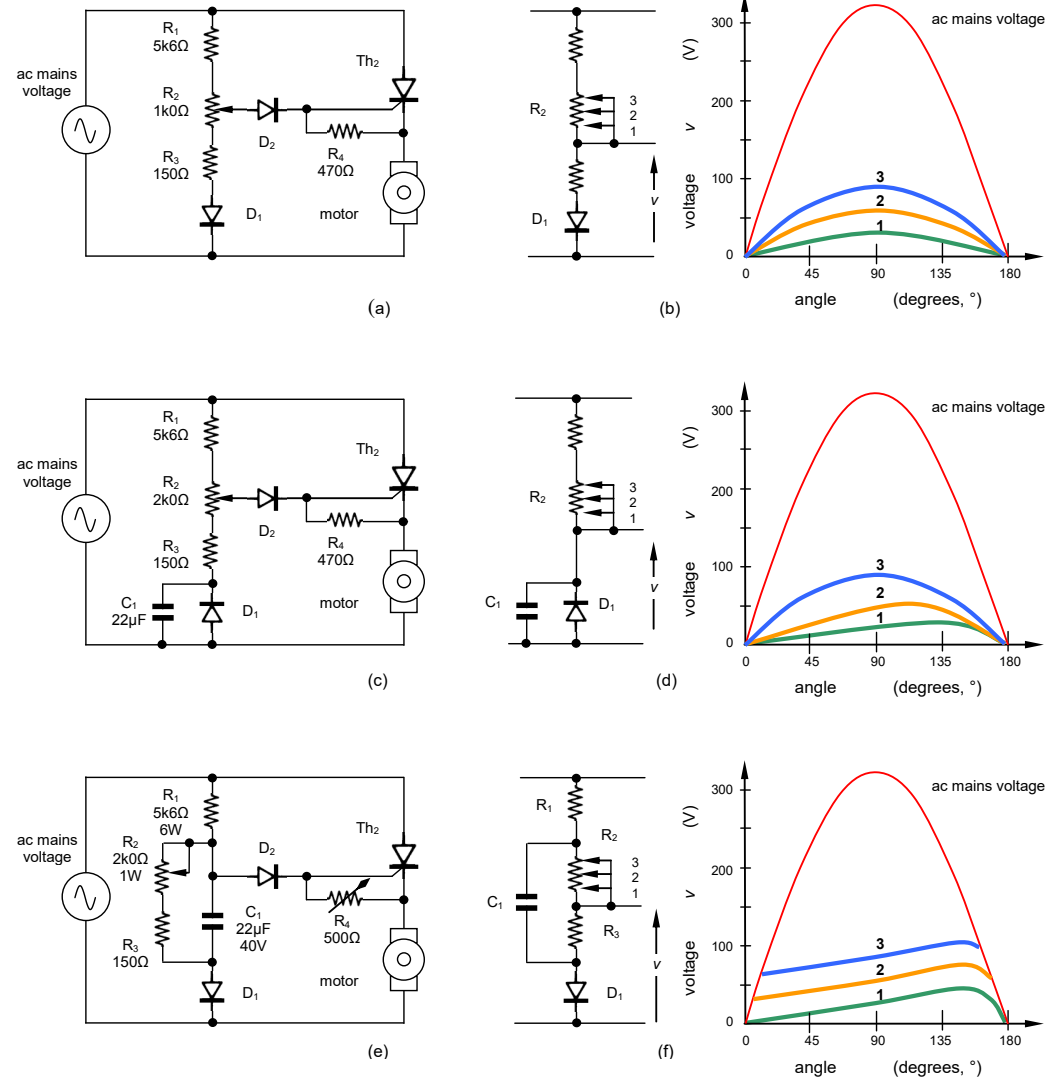 R1
5k6Ω
ac mains
voltage
Th2
R2
1k0Ω
D2
R3
150Ω
R4
470Ω
D1
motor
(a)
R2
3
2
1
D1
v
(b)
ac mains voltage
300
(V)
200
v
100
voltage
3
2
1
0
0
45
90
135
180
angle
(degrees, °)
R1
5k6Ω
ac mains
voltage
Th2
R2
2k0Ω
D2
R3
150Ω
R4
470Ω
C1
22µF
D1
motor
(c)
R2
3
2
1
C1
D1
v
(d)
ac mains voltage
300
(V)
200
v
100
voltage
3
2
1
0
0
45
90
135
180
angle
(degrees, °)
R1
5k6Ω
6W
ac mains
voltage
R2
2k0Ω
1W
Th2
D2
C1
22µF
40V
R4
500Ω
R3
150Ω
D1
motor
(e)
R1
R2
3
2
1
C1
R3
D1
v
(f)
ac mains voltage
300
(V)
200
v
100
voltage
3
2
1
0
0
45
90
135
180
angle
(degrees, °)